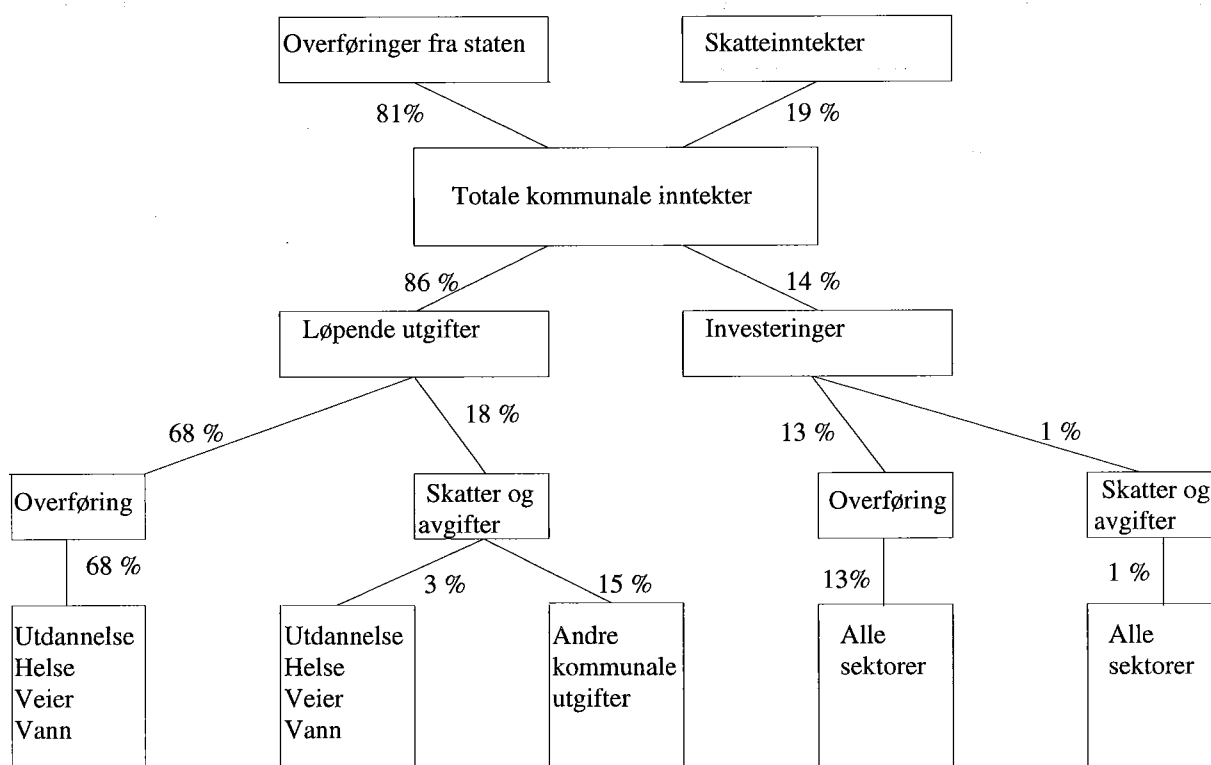 Overføringer fra staten
Skatteinntekter
81%
19 %
Totale kommunale inntekter
86 %
14 %
Løpende utgifter
Investeringer
68 %
18 %
13 %
1 %
Overføring
Skatter og
avgifter
Overføring
Skatter og
avgifter
68 %
3 %
15 %
13%
1 %
Utdannelse
Helse
Veier
Vann
Utdannelse
Helse
Veier
Vann
Andre
kommunale
utgifter
Alle
sektorer
Alle
sektorer